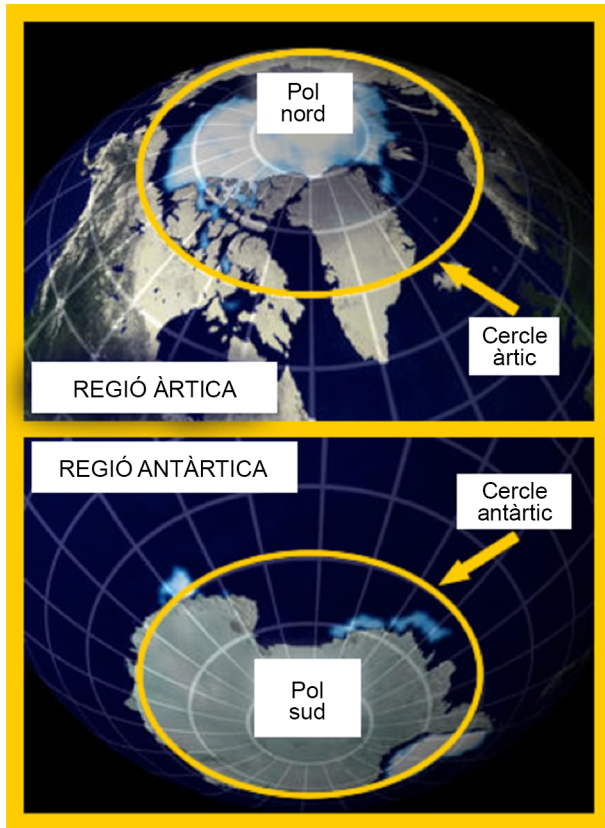 Pol
nord
Cercle
àrtic
REGIÓ ÀRTICA
REGIÓ ANTÀRTICA
Cercle
antàrtic
Pol
sud